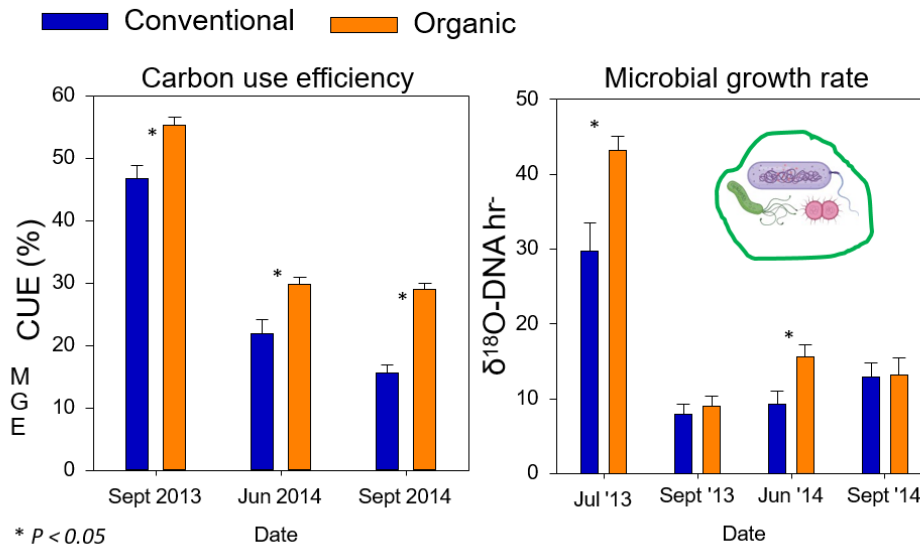 Conventional Organic
Carbon use efficiency
60
50
40
30
20
10
0
CUE (%)
M
G
E
*
*
*
Sept 2013 Jun 2014 Sept 2014
Date
* P < 0.05
Microbial growth rate
50
40
30
20
10
0
δ¹⁸O-DNA hr⁻
*
*
Jul '13 Sept '13 Jun '14 Sept '14
Date